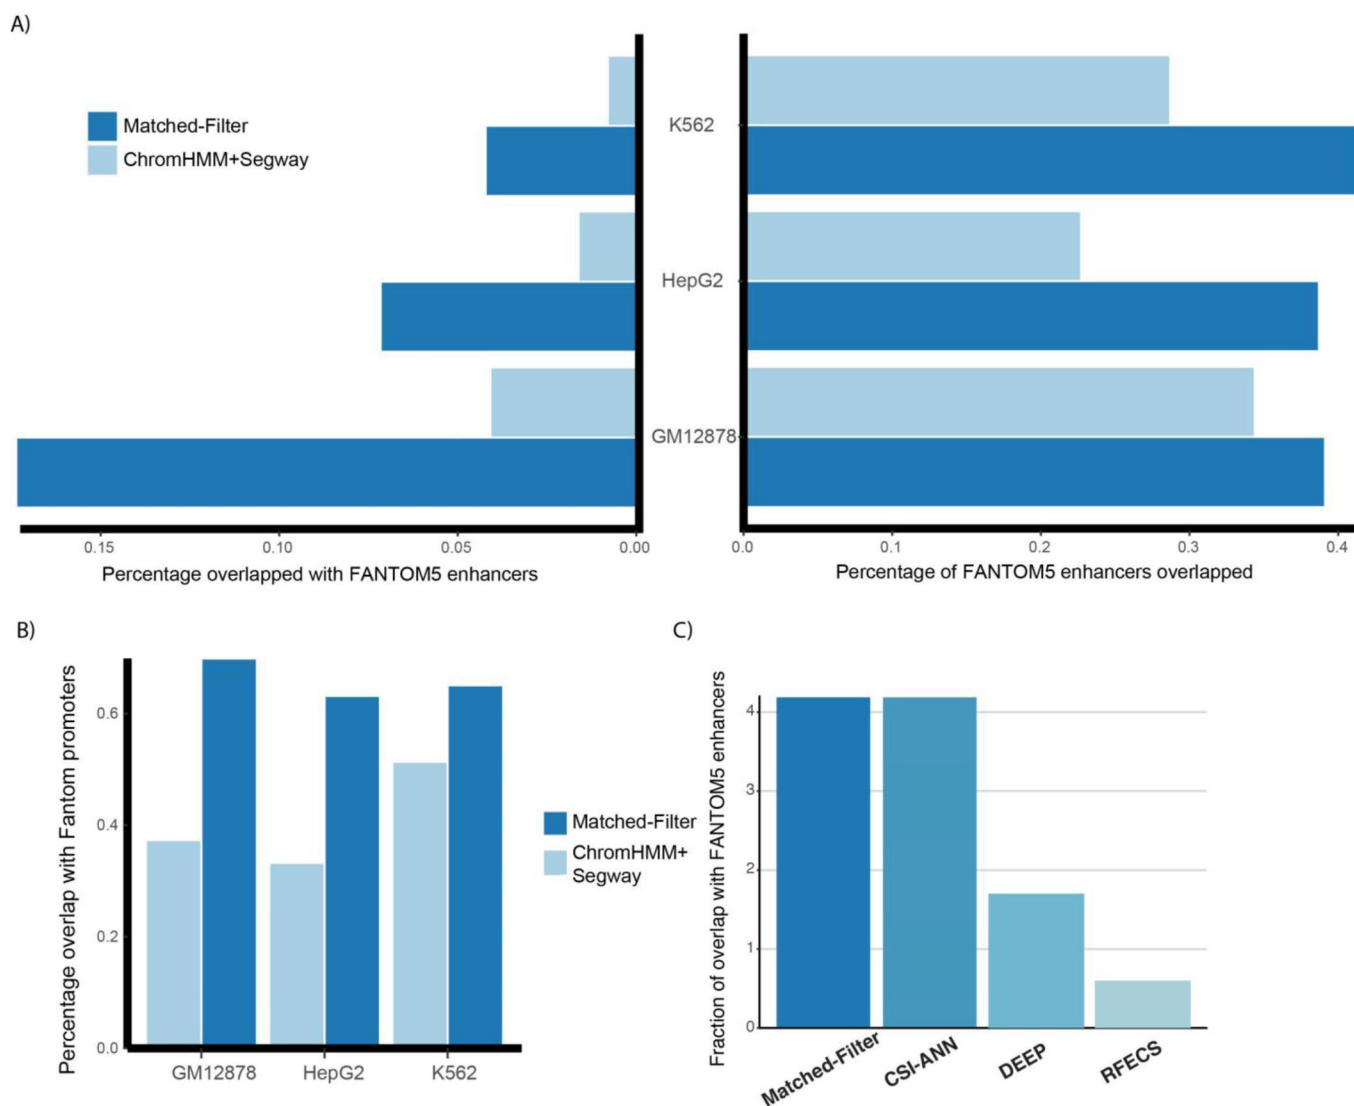 A)
Matched-Filter
ChromHMM+Segway
K562
HepG2
GM12878
0.15 0.10 0.05 0.00
Percentage overlapped with FANTOM5 enhancers
0.0 0.1 0.2 0.3 0.4
Percentage of FANTOM5 enhancers overlapped
B)
Percentage overlap with Fantom promoters
0.6
0.4
0.2
0.0
GM12878 HepG2 K562
Matched-Filter
ChromHMM+
Segway
C)
Fraction of overlap with FANTOM5 enhancers
4
3
2
1
0
Matched-Filter CSI-ANN DEEP RFECS